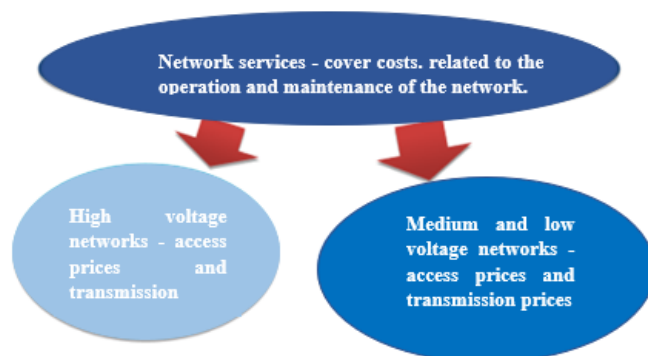 Network services - cover costs. related to the
operation and maintenance of the network.
High voltage
networks - access
prices and
transmission
Medium and low
voltage networks -
access prices and
transmission prices